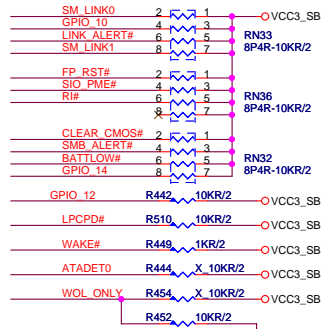 SM_LINK0 2 1 VCC3_SB
GPIO_10 4 3
LINK_ALERT# 6 5 RN33
SM_LINK1 8 7 8P4R-10KR/2
FP_RST# 2 1
SIO_PME# 4 3
RI# 6 5 RN36
8 7 8P4R-10KR/2
CLEAR_CMOS# 2 1
SMB_ALERT# 4 3
BATTLOW# 6 5 RN32
GPIO_14 8 7 8P4R-10KR/2
GPIO_12 R442 10KR/2 VCC3_SB
LPCPD# R510 10KR/2 VCC3_SB
WAKE# R449 1KR/2 VCC3_SB
ATADET0 R444 X_10KR/2 VCC3_SB
WOL_ONLY R454 X_10KR/2 VCC3_SB
R452 10KR/2